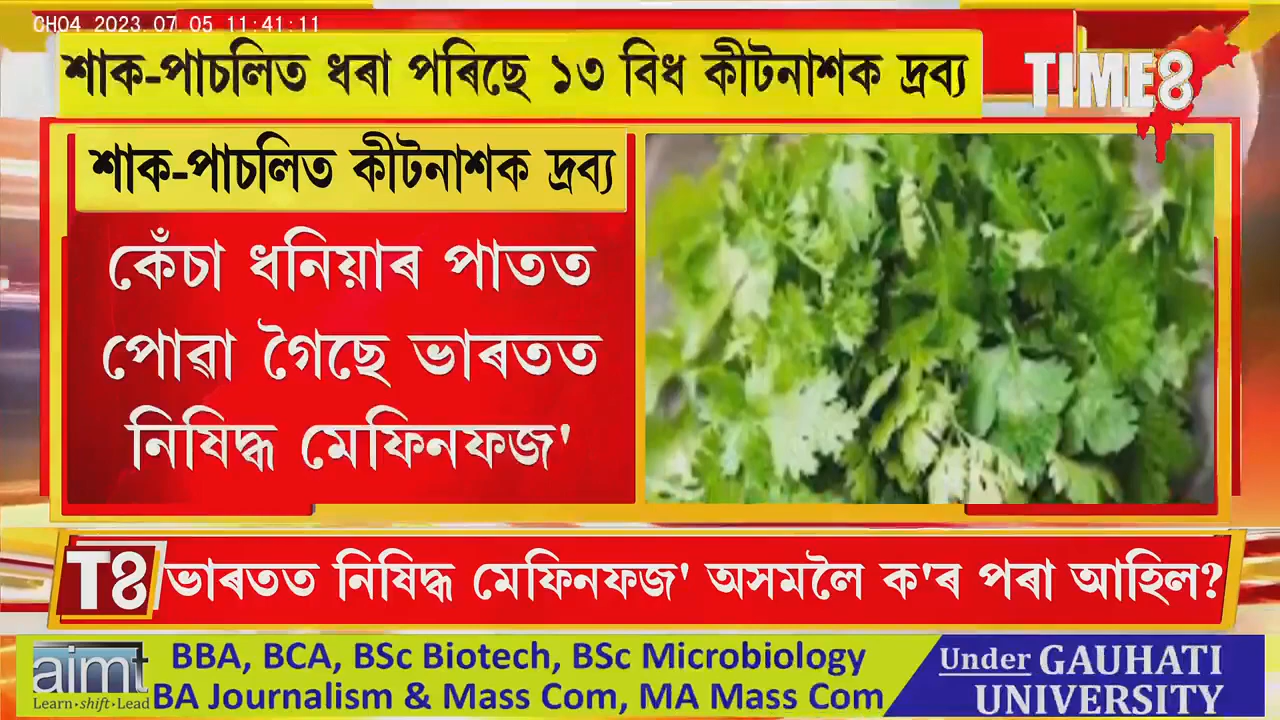 CH04 2023.07.05 11:41:11
শাক-পাচলিত ধৰা পৰিছে ১৩ বিধ কীটনাশক দ্ৰব্য
TIME8
শাক-পাচলিত কীটনাশক দ্ৰব্য
কেঁচা ধনিয়াৰ পাতত
পোৱা গৈছে ভাৰতত
নিষিদ্ধ মেফিনফজ'
T8 ভাৰতত নিষিদ্ধ মেফিনফজ' অসমলৈ ক'ৰ পৰা আহিল?
aimt
Learn·shift·Lead
BBA, BCA, BSc Biotech, BSc Microbiology
BA Journalism & Mass Com, MA Mass Com
Under GAUHATI
UNIVERSITY